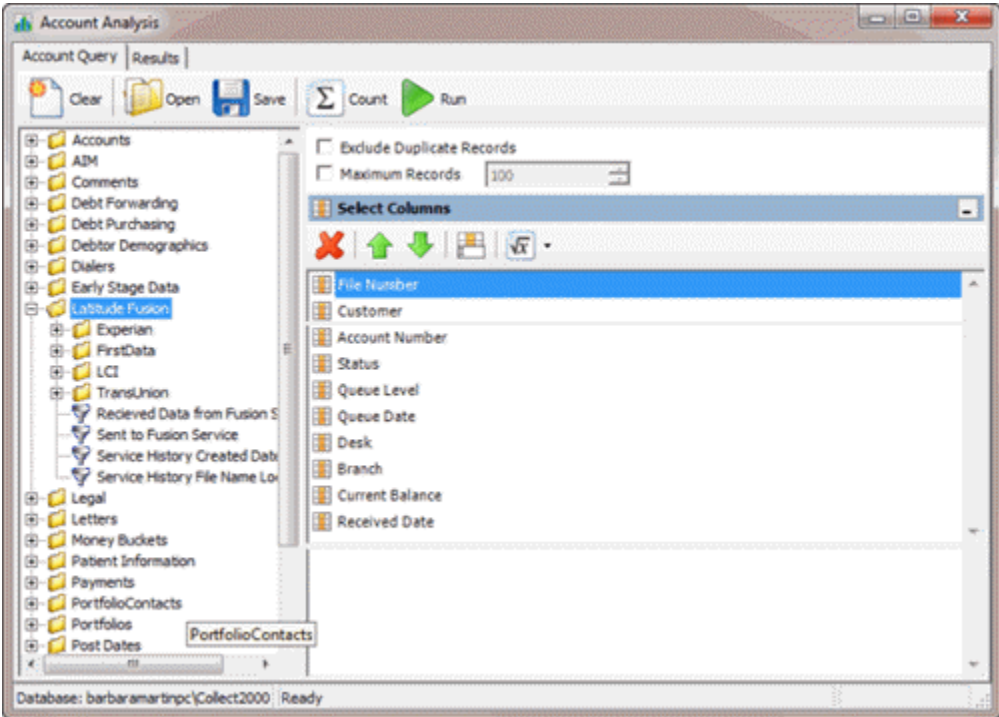 Account Analysis
Account Query Results
Clear Open Save Count Run
Accounts
AIM
Comments
Debt Forwarding
Debt Purchasing
Debtor Demographics
Dialers
Early Stage Data
Latitude Fusion
Experian
FirstData
LCI
TransUnion
Recieved Data from Fusion S
Sent to Fusion Service
Service History Created Date
Service History File Name Lo
Legal
Letters
Money Buckets
Patient Information
Payments
PortfolioContacts
Portfolios
PortfolioContacts
Post Dates
Exclude Duplicate Records
Maximum Records 100
Select Columns
File Number
Customer
Account Number
Status
Queue Level
Queue Date
Desk
Branch
Current Balance
Received Date
Database: barbaramartinpc\Collect2000 Ready